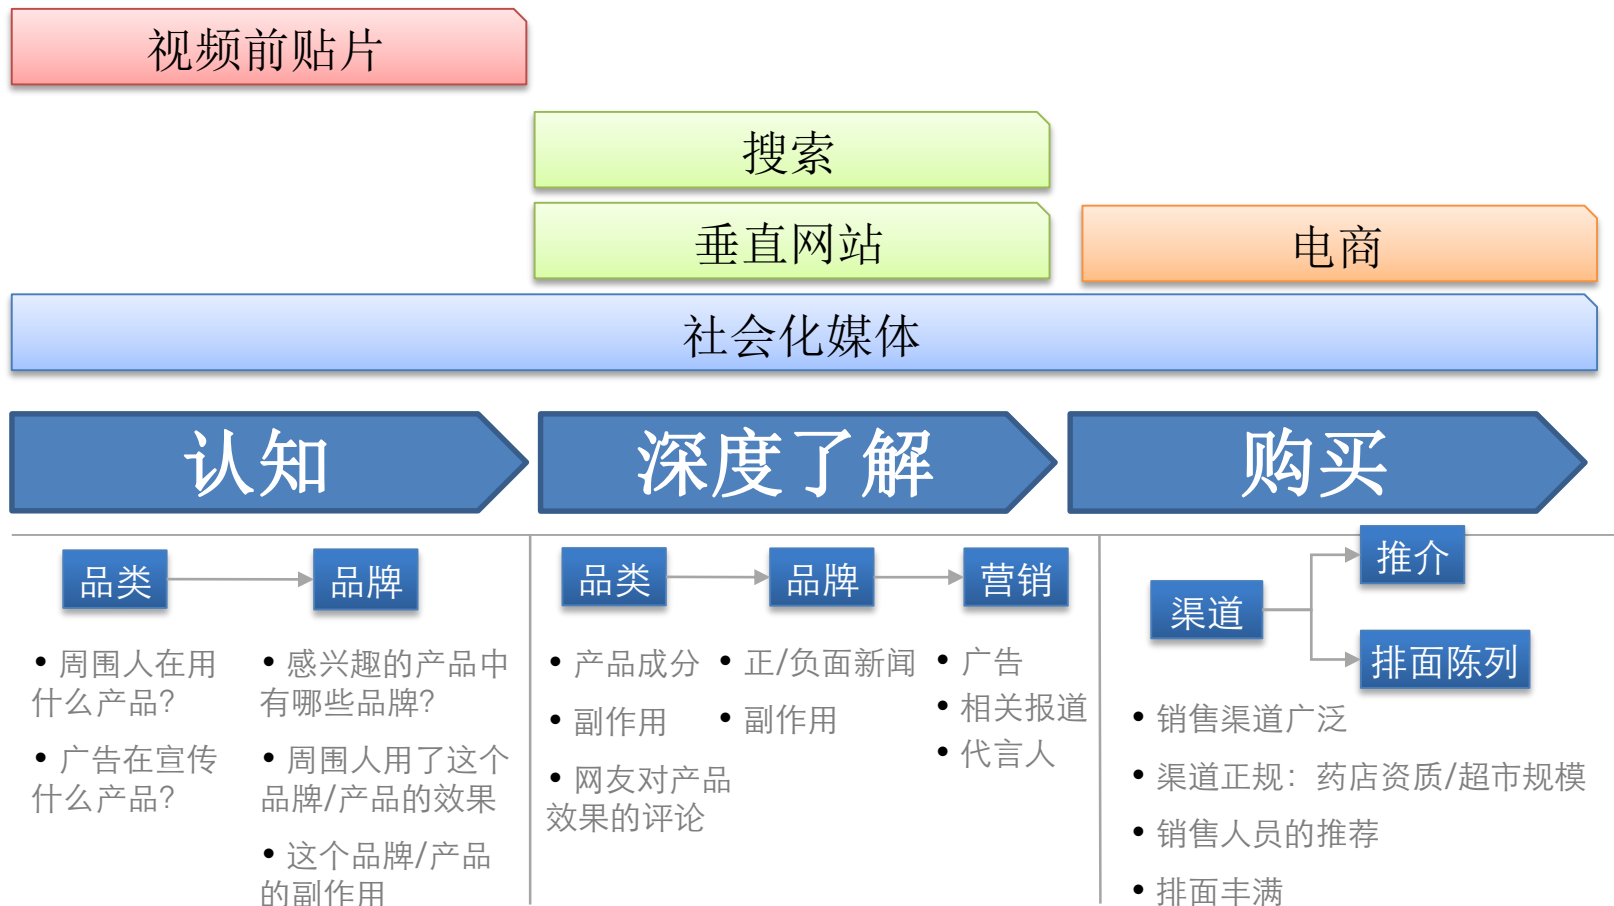 视频前贴片
搜索
垂直网站
电商
社会化媒体
认知
深度了解
购买
品类
品牌
• 周围人在用
什么产品?
• 广告在宣传
什么产品?
• 感兴趣的产品中
有哪些品牌?
• 周围人用了这个
品牌/产品的效果
• 这个品牌/产品
的副作用
品类
品牌
营销
• 产品成分
• 副作用
• 网友对产品
效果的评论
• 正/负面新闻
• 副作用
• 广告
• 相关报道
• 代言人
渠道
推介
排面陈列
• 销售渠道广泛
• 渠道正规：药店资质/超市规模
• 销售人员的推荐
• 排面丰满